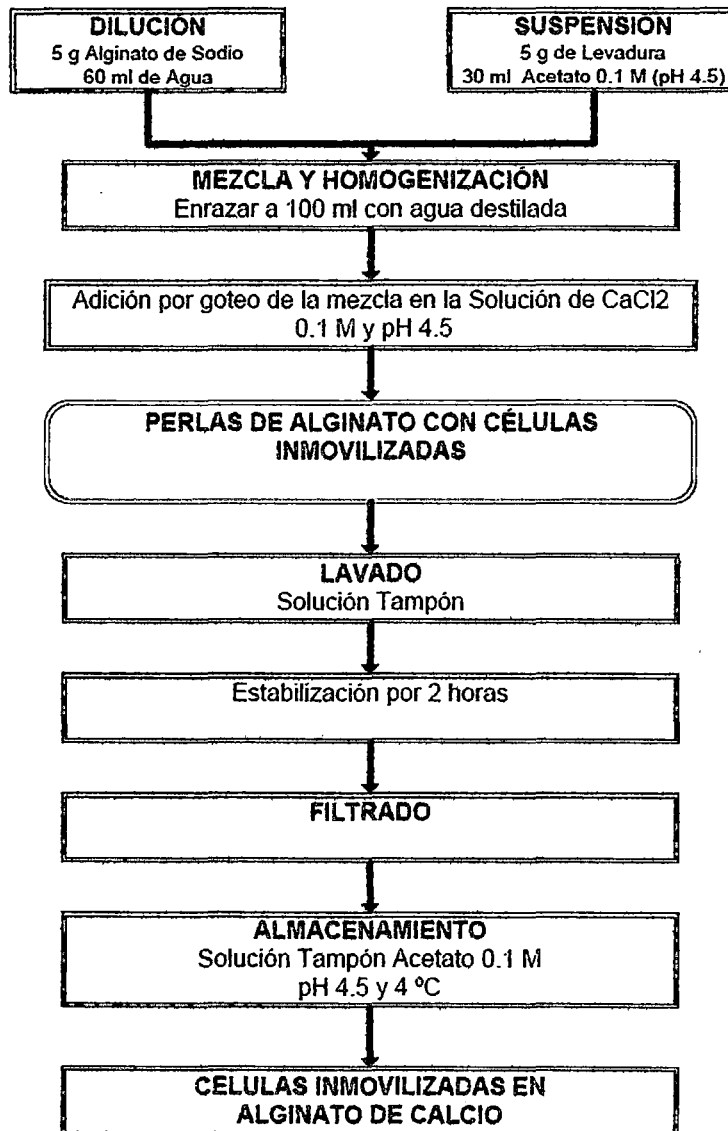 DILUCIÓN
5 g Alginato de Sodio
60 ml de Agua
SUSPENSIÓN
5 g de Levadura
30 ml Acetato 0.1 M (pH 4.5)
MEZCLA Y HOMOGENIZACIÓN
Enrazar a 100 ml con agua destilada
Adición por goteo de la mezcla en la Solución de CaCl2
0.1 M y pH 4.5
PERLAS DE ALGINATO CON CÉLULAS
INMOVILIZADAS
LAVADO
Solución Tampón
Estabilización por 2 horas
FILTRADO
ALMACENAMIENTO
Solución Tampón Acetato 0.1 M
pH 4.5 y 4 ºC
CELULAS INMOVILIZADAS EN
ALGINATO DE CALCIO